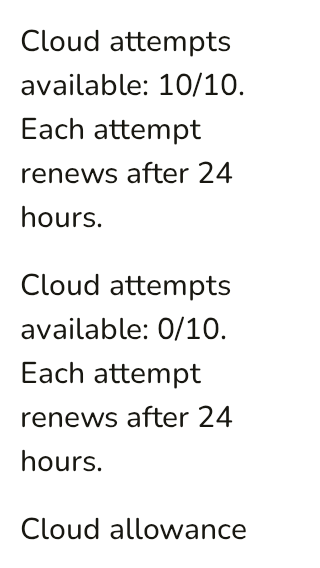 Cloud attempts
available: 10/10.
Each attempt
renews after 24
hours.
Cloud attempts
available: 0/10.
Each attempt
renews after 24
hours.
Cloud allowance